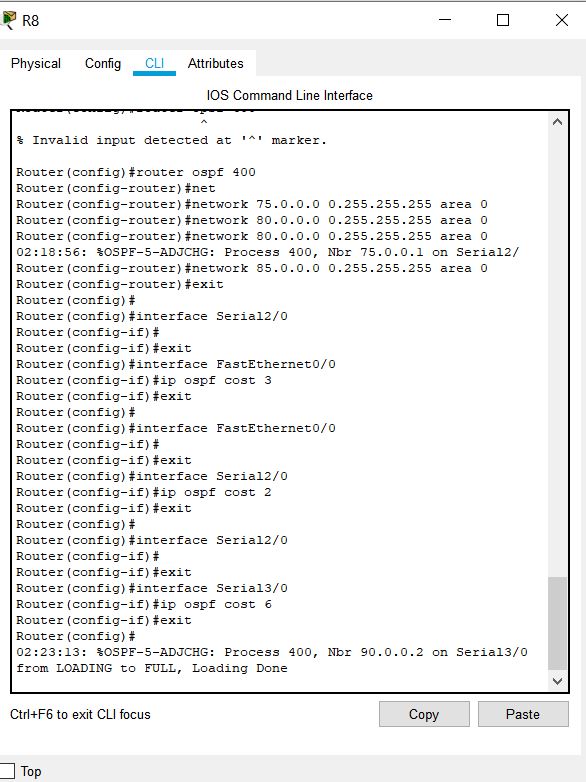 R8
Physical Config CLI Attributes
IOS Command Line Interface
^
% Invalid input detected at '^' marker.
Router(config)#router ospf 400
Router(config-router)#net
Router(config-router)#network 75.0.0.0 0.255.255.255 area 0
Router(config-router)#network 80.0.0.0 0.255.255.255 area 0
Router(config-router)#network 80.0.0.0 0.255.255.255 area 0
02:18:56: %OSPF-5-ADJCHG: Process 400, Nbr 75.0.0.1 on Serial2/
Router(config-router)#network 85.0.0.0 0.255.255.255 area 0
Router(config-router)#exit
Router(config)#
Router(config)#interface Serial2/0
Router(config-if)#
Router(config-if)#exit
Router(config)#interface FastEthernet0/0
Router(config-if)#ip ospf cost 3
Router(config-if)#exit
Router(config)#
Router(config)#interface FastEthernet0/0
Router(config-if)#
Router(config-if)#exit
Router(config)#interface Serial2/0
Router(config-if)#ip ospf cost 2
Router(config-if)#exit
Router(config)#
Router(config)#interface Serial2/0
Router(config-if)#
Router(config-if)#exit
Router(config)#interface Serial3/0
Router(config-if)#ip ospf cost 6
Router(config-if)#exit
Router(config)#
02:23:13: %OSPF-5-ADJCHG: Process 400, Nbr 90.0.0.2 on Serial3/0
from LOADING to FULL, Loading Done
Ctrl+F6 to exit CLI focus
Copy Paste
Top